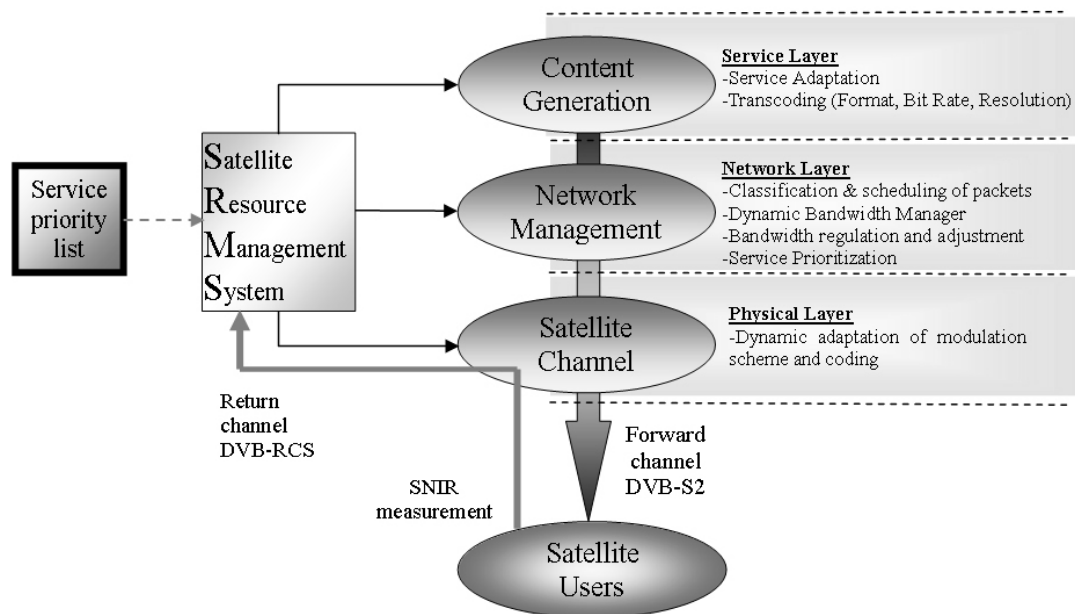 Service
priority
list
Satellite
Resource
Management
System
Content
Generation
Service Layer
-Service Adaptation
-Transcoding (Format, Bit Rate, Resolution)
Network
Management
Network Layer
-Classification & scheduling of packets
-Dynamic Bandwidth Manager
-Bandwidth regulation and adjustment
-Service Prioritization
Satellite
Channel
Physical Layer
-Dynamic adaptation of modulation
scheme and coding
Return
channel
DVB-RCS
Forward
channel
DVB-S2
SNIR
measurement
Satellite
Users